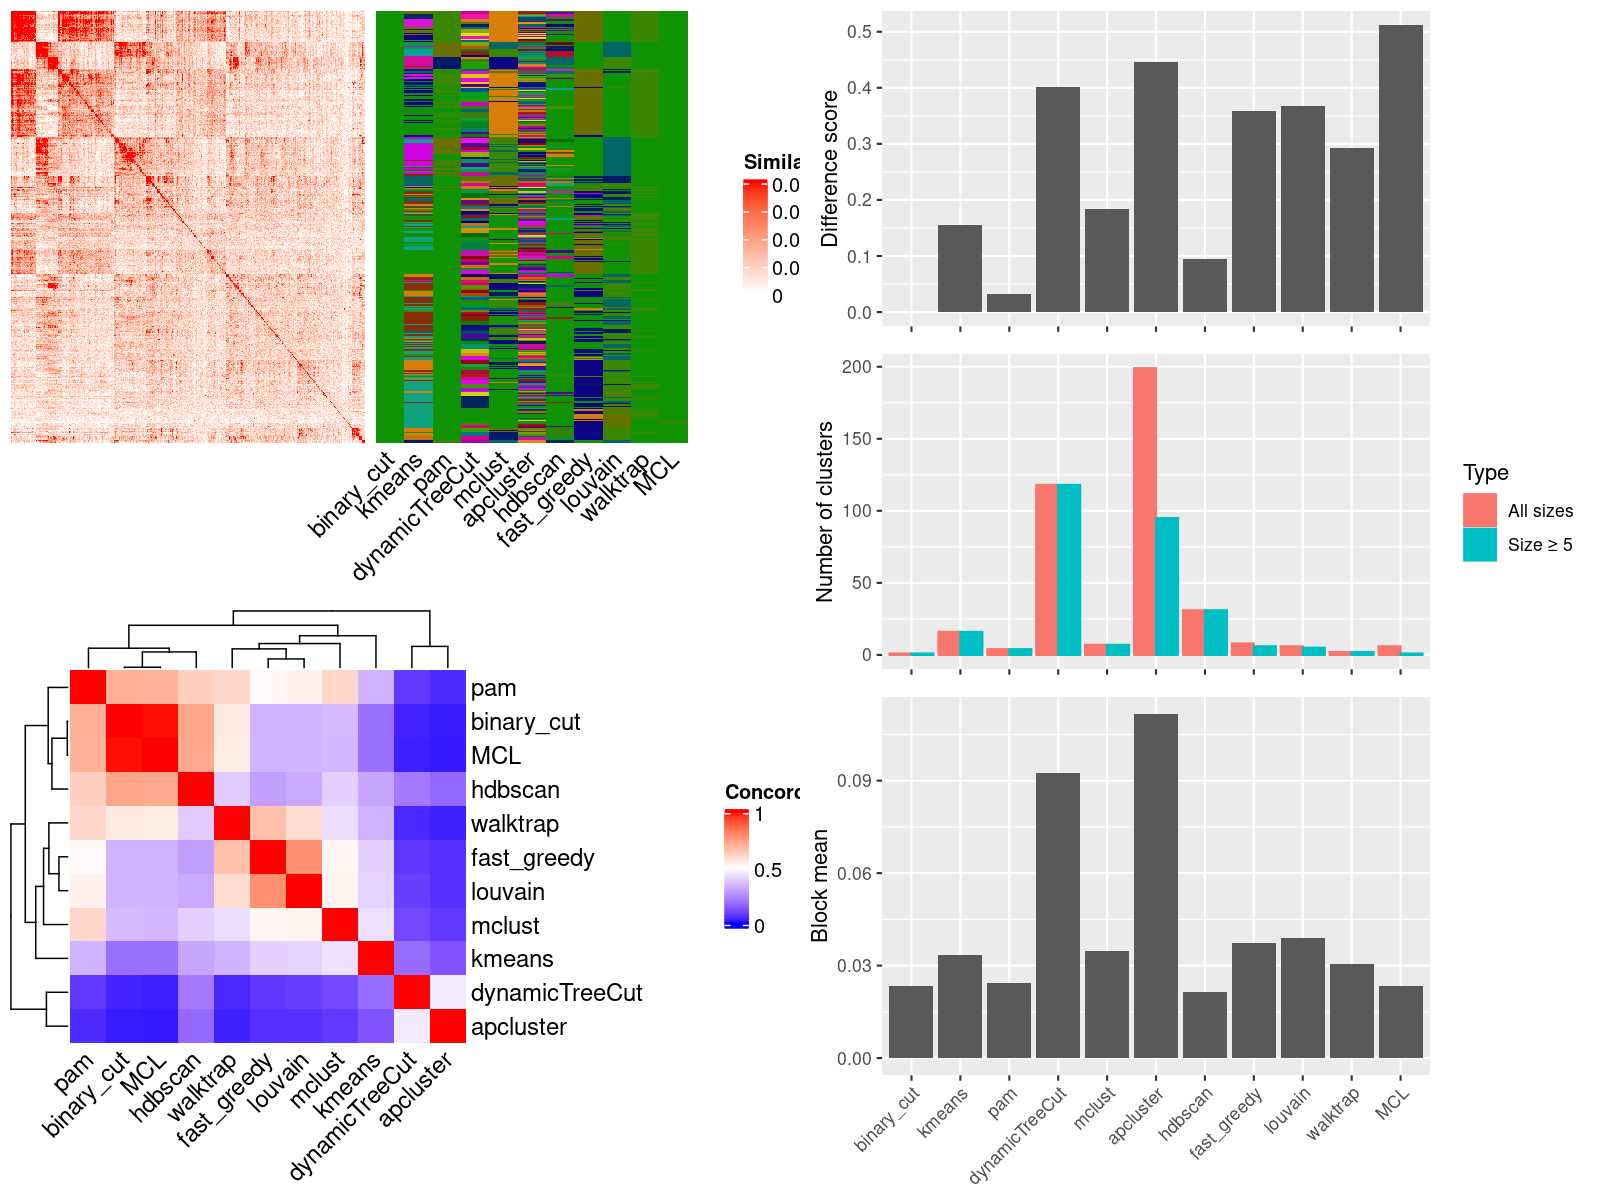 Simila
0.0
0.0
0.0
0.0
0
binary_cut
kmeans
pam
dynamicTreeCut
mclust
apcluster
hdbscan
fast_greedy
louvain
walktrap
MCL
pam
binary_cut
MCL
hdbscan
walktrap
fast_greedy
louvain
mclust
kmeans
dynamicTreeCut
apcluster
pam
binary_cut
MCL
hdbscan
walktrap
fast_greedy
louvain
mclust
kmeans
dynamicTreeCut
apcluster
Concord
1
0.5
0
Difference score
0.5
0.4
0.3
0.2
0.1
0.0
Number of clusters
200
150
100
50
0
Type
All sizes
Size ≥ 5
Block mean
0.09
0.06
0.03
0.00
binary_cut
kmeans
pam
dynamicTreeCut
mclust
apcluster
hdbscan
fast_greedy
louvain
walktrap
MCL